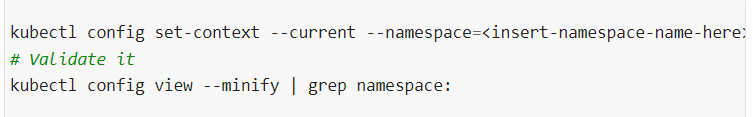 kubectl config set-context --current --namespace=<insert-namespace-name-here>
# Validate it
kubectl config view --minify | grep namespace: